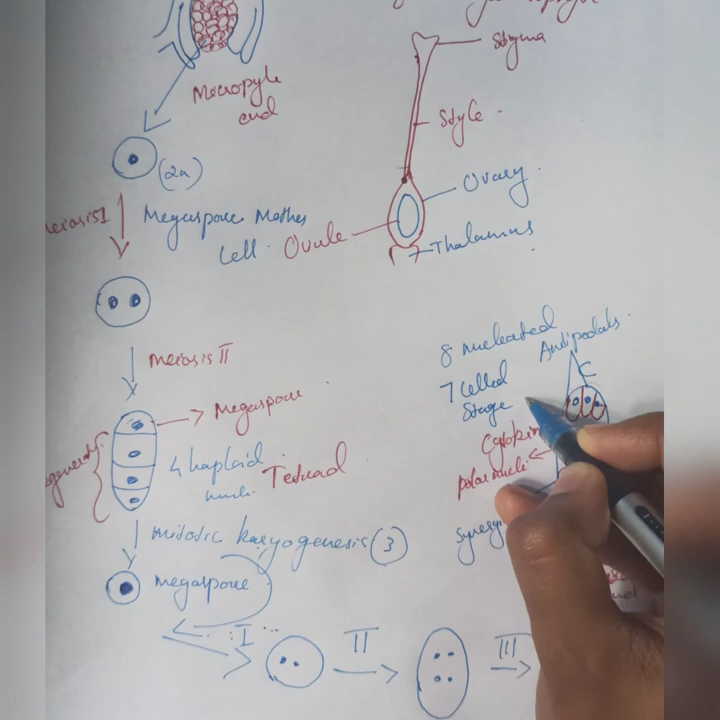 Stigma
Micropyle
end
Style -
(2n)
Ovary
Meiosis I
Megaspore Mother
Cell.
Ovule
Thalamus
8 nucleated
Antipodals
7 celled
Stage
meiosis II
Megaspore
4 haploid
nuclei
Tetrad
polar nuclei
mitotic karyogenesis (3)
megaspore
I
II
III